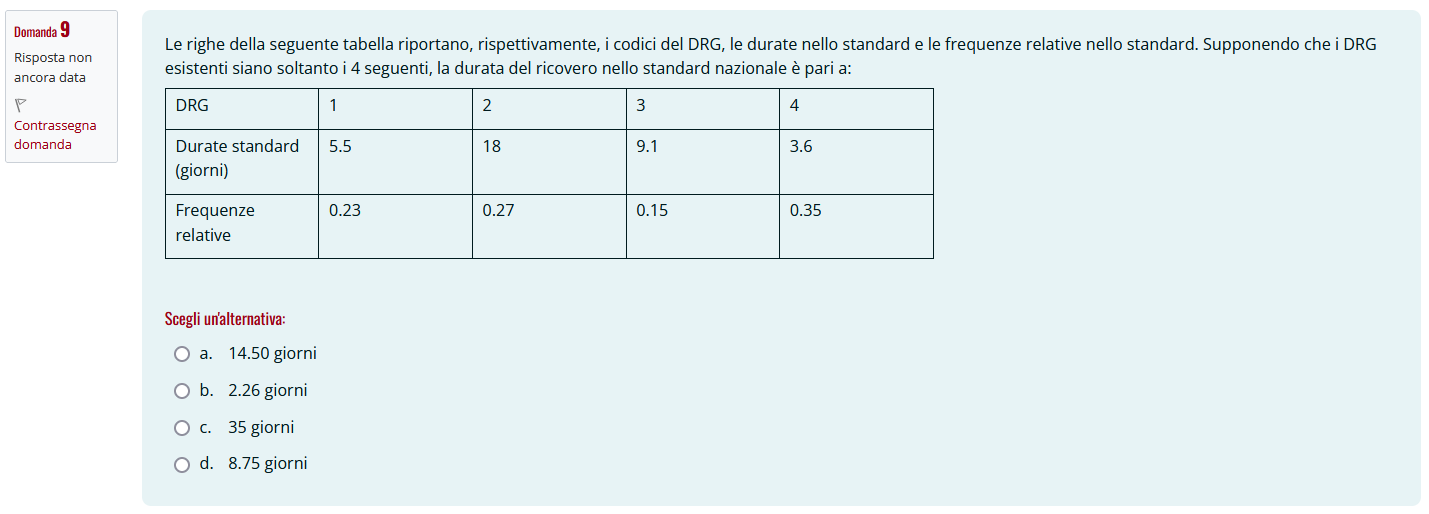 Domanda 9
Risposta non
ancora data
Contrassegna
domanda
Le righe della seguente tabella riportano, rispettivamente, i codici del DRG, le durate nello standard e le frequenze relative nello standard. Supponendo che i DRG
esistenti siano soltanto i 4 seguenti, la durata del ricovero nello standard nazionale è pari a:
DRG 1 2 3 4
Durate standard 5.5 18 9.1 3.6
(giorni)
Frequenze 0.23 0.27 0.15 0.35
relative
Scegli un'alternativa:
a. 14.50 giorni
b. 2.26 giorni
c. 35 giorni
d. 8.75 giorni